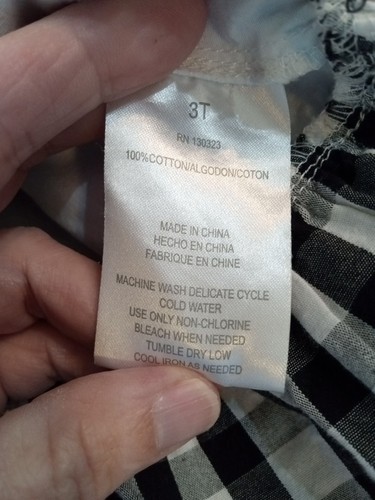 3T
RN 130323
100%COTTON/ALGODON/COTON
MADE IN CHINA
HECHO EN CHINA
FABRIQUE EN CHINE
MACHINE WASH DELICATE CYCLE
COLD WATER
USE ONLY NON-CHLORINE
BLEACH WHEN NEEDED
TUMBLE DRY LOW
COOL IRON AS NEEDED